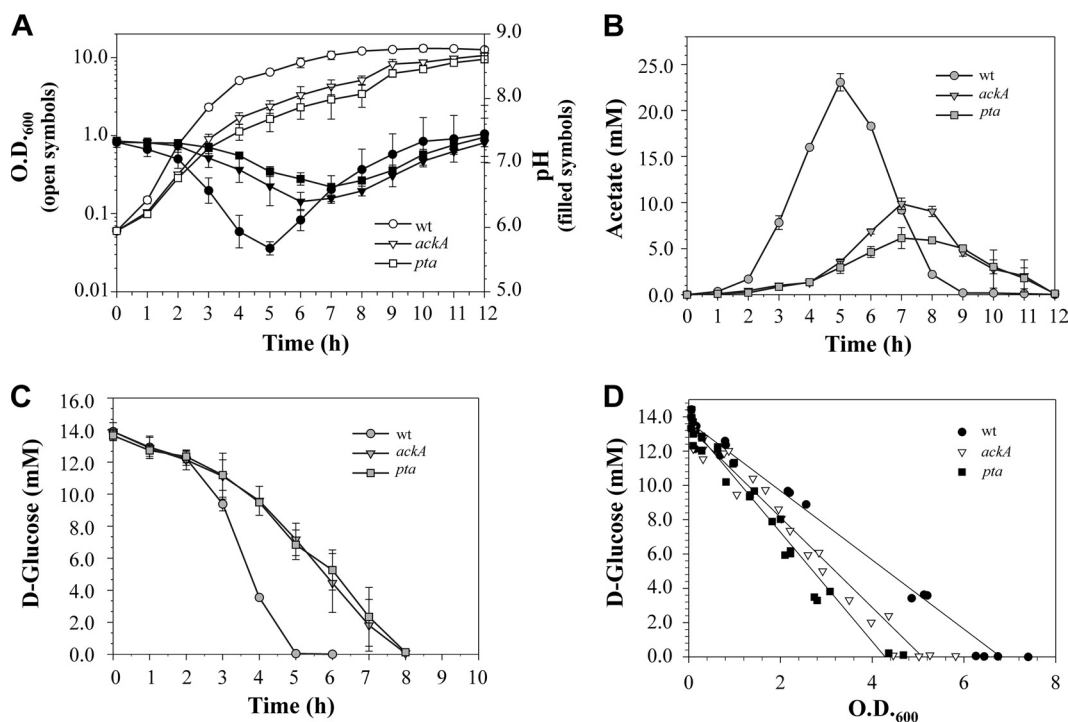 A
O.D.600
(open symbols)
10.0
1.0
0.1
0.01
9.0
8.0
7.0
6.0
5.0
pH
(filled symbols)
wt
ackA
pta
0 1 2 3 4 5 6 7 8 9 10 11 12
Time (h)
B
Acetate (mM)
25.0
20.0
15.0
10.0
5.0
0.0
wt
ackA
pta
0 1 2 3 4 5 6 7 8 9 10 11 12
Time (h)
C
D-Glucose (mM)
16.0
14.0
12.0
10.0
8.0
6.0
4.0
2.0
0.0
wt
ackA
pta
0 1 2 3 4 5 6 7 8 9 10
Time (h)
D
D-Glucose (mM)
14.0
12.0
10.0
8.0
6.0
4.0
2.0
0.0
wt
ackA
pta
0 2 4 6 8
O.D.600